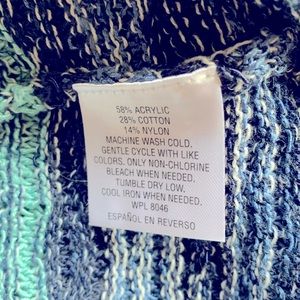 58% ACRYLIC
28% COTTON
14% NYLON
MACHINE WASH COLD.
GENTLE CYCLE WITH LIKE
COLORS. ONLY NON-CHLORINE
BLEACH WHEN NEEDED.
TUMBLE DRY LOW.
COOL IRON WHEN NEEDED.
WPL 8046
ESPAÑOL EN REVERSO